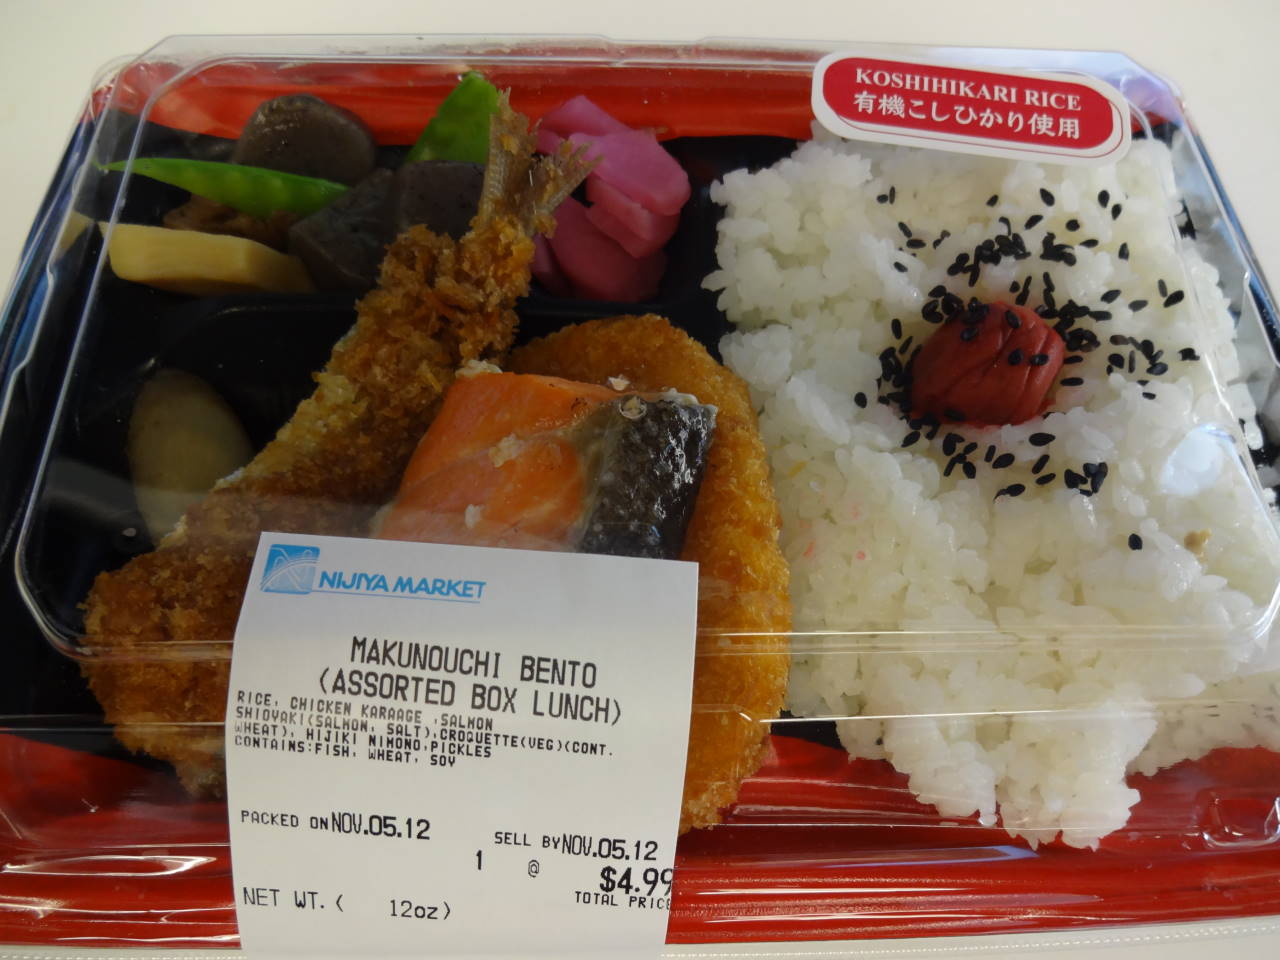 KOSHIHIKARI RICE
有機こしひかり使用
NIJIYA MARKET
MAKUNOUCHI BENTO
(ASSORTED BOX LUNCH)
RICE, CHICKEN KARAAGE ,SALMON
SHIOYAKI(SALMON, SALT),CROQUETTE(VEG)(CONT.
WHEAT), HIJIKI NIMONO,PICKLES
CONTAINS:FISH, WHEAT, SOY
PACKED ON NOV.05.12
SELL BY NOV.05.12
1 @ $4.99
TOTAL PRICE
NET WT.( 12oz)